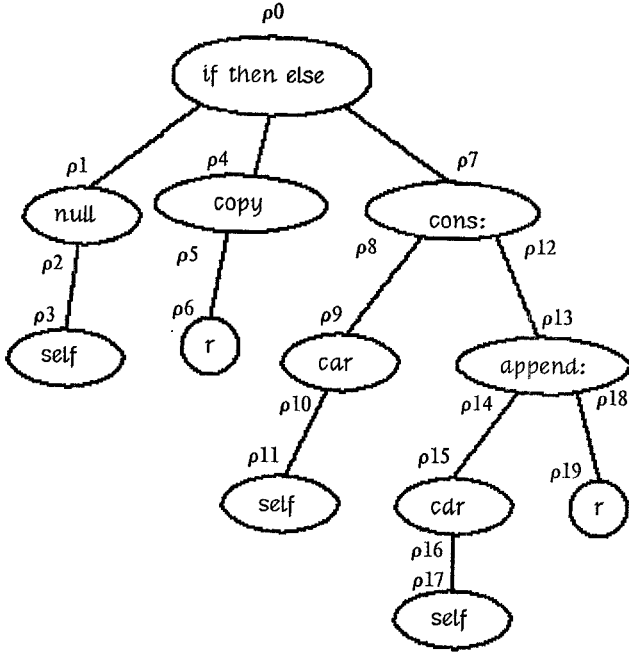 ρ0
if then else
ρ1 ρ4 ρ7
null copy cons:
ρ2 ρ5 ρ8 ρ12
ρ3 ρ6 ρ9 ρ13
self r car append:
ρ10 ρ14 ρ18
ρ11 ρ15 ρ19
self cdr r
ρ16
ρ17
self